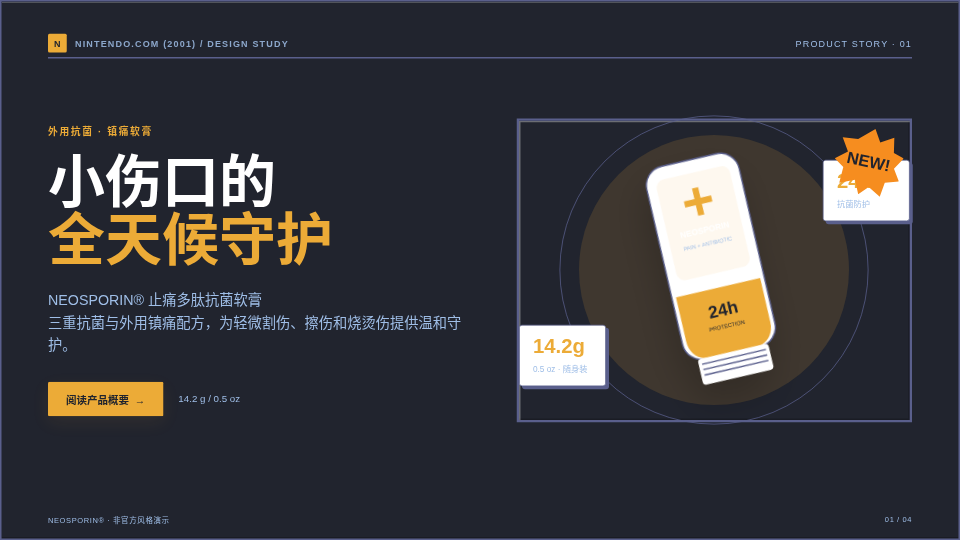 N NINTENDO.COM (2001) / DESIGN STUDY
PRODUCT STORY · 01
外用抗菌 · 镇痛软膏
小伤口的
全天候守护
NEOSPORIN® 止痛多肽抗菌软膏
三重抗菌与外用镇痛配方，为轻微割伤、擦伤和烧烫伤提供温和守
护。
阅读产品概要 →
14.2 g / 0.5 oz
NEW!
抗菌防护
PAIN + ANTIBIOTIC
24h
PROTECTION
14.2g
0.5 oz · 随身装
NEOSPORIN® · 非官方风格演示
01 / 04